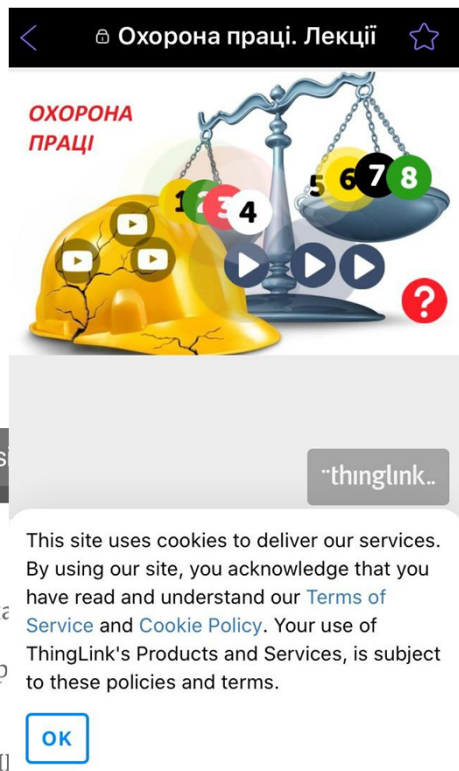 Охорона праці. Лекції
ОХОРОНА
ПРАЦІ
1 2 3 4
5 6 7 8
?
thinglink..
This site uses cookies to deliver our services.
By using our site, you acknowledge that you
have read and understand our Terms of
Service and Cookie Policy. Your use of
ThingLink's Products and Services, is subject
to these policies and terms.
OK